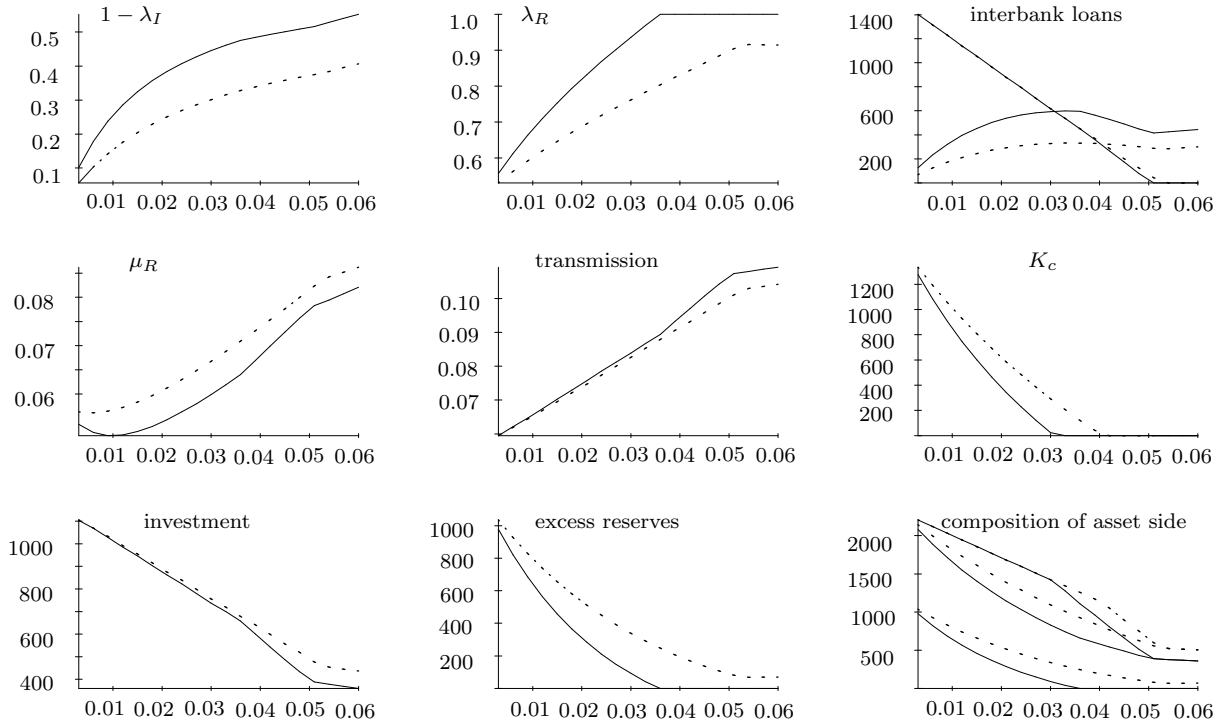 1 − λ_I
0.5
0.4
0.3
0.2
0.1
0.01 0.02 0.03 0.04 0.05 0.06
λ_R
1.0
0.9
0.8
0.7
0.6
0.01 0.02 0.03 0.04 0.05 0.06
interbank loans
1400
1000
600
200
0.01 0.02 0.03 0.04 0.05 0.06
μ_R
0.08
0.07
0.06
0.01 0.02 0.03 0.04 0.05 0.06
transmission
0.10
0.09
0.08
0.07
0.01 0.02 0.03 0.04 0.05 0.06
K_c
1200
1000
800
600
400
200
0.01 0.02 0.03 0.04 0.05 0.06
investment
1000
800
600
400
0.01 0.02 0.03 0.04 0.05 0.06
excess reserves
1000
800
600
400
200
0.01 0.02 0.03 0.04 0.05 0.06
composition of asset side
2000
1500
1000
500
0.01 0.02 0.03 0.04 0.05 0.06